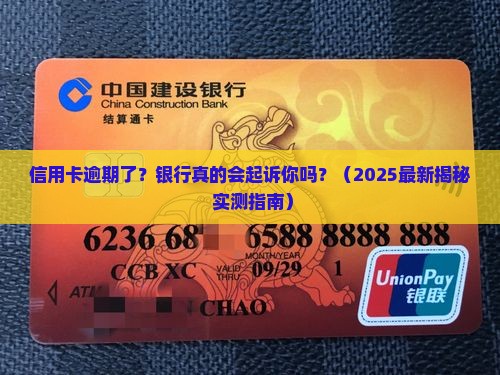 中国建设银行
China Construction Bank
结算通卡
信用卡逾期了？银行真的会起诉你吗？（2025最新揭秘
实测指南）
6236 68 6588 8888 888
MONTH/YEAR
CCB XC VALID THRU 09/29 1
ATM
CHAO
UnionPay
银联